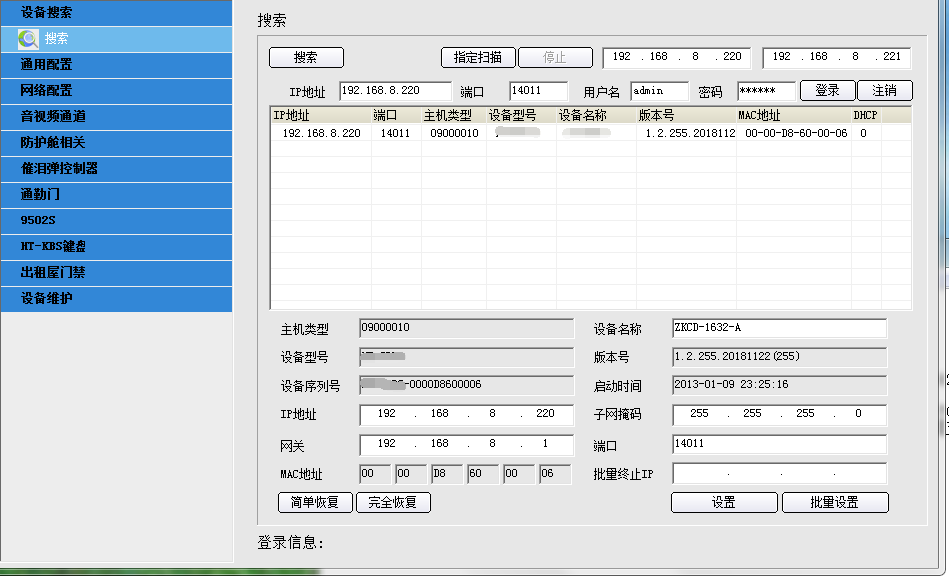 设备搜索
搜索
通用配置
网络配置
音视频通道
防护舱相关
催泪弹控制器
通勤门
9502S
HT-KBS键盘
出租屋门禁
设备维护
搜索
搜索 指定扫描 停止 192 . 168 . 8 . 220 192 . 168 . 8 . 221
IP地址 192.168.8.220 端口 14011 用户名 admin 密码 ****** 登录 注销
IP地址 端口 主机类型 设备型号 设备名称 版本号 MAC地址 DHCP
192.168.8.220 14011 09000010 1.2.255.2018112 00-00-D8-60-00-06 0
主机类型 09000010 设备名称 ZKCD-1632-A
设备型号 版本号 1.2.255.20181122(255)
设备序列号 -0000D8600006 启动时间 2013-01-09 23:25:16
IP地址 192 . 168 . 8 . 220 子网掩码 255 . 255 . 255 . 0
网关 192 . 168 . 8 . 1 端口 14011
MAC地址 00 00 D8 60 00 06 批量终止IP . . .
简单恢复 完全恢复 设置 批量设置
登录信息: